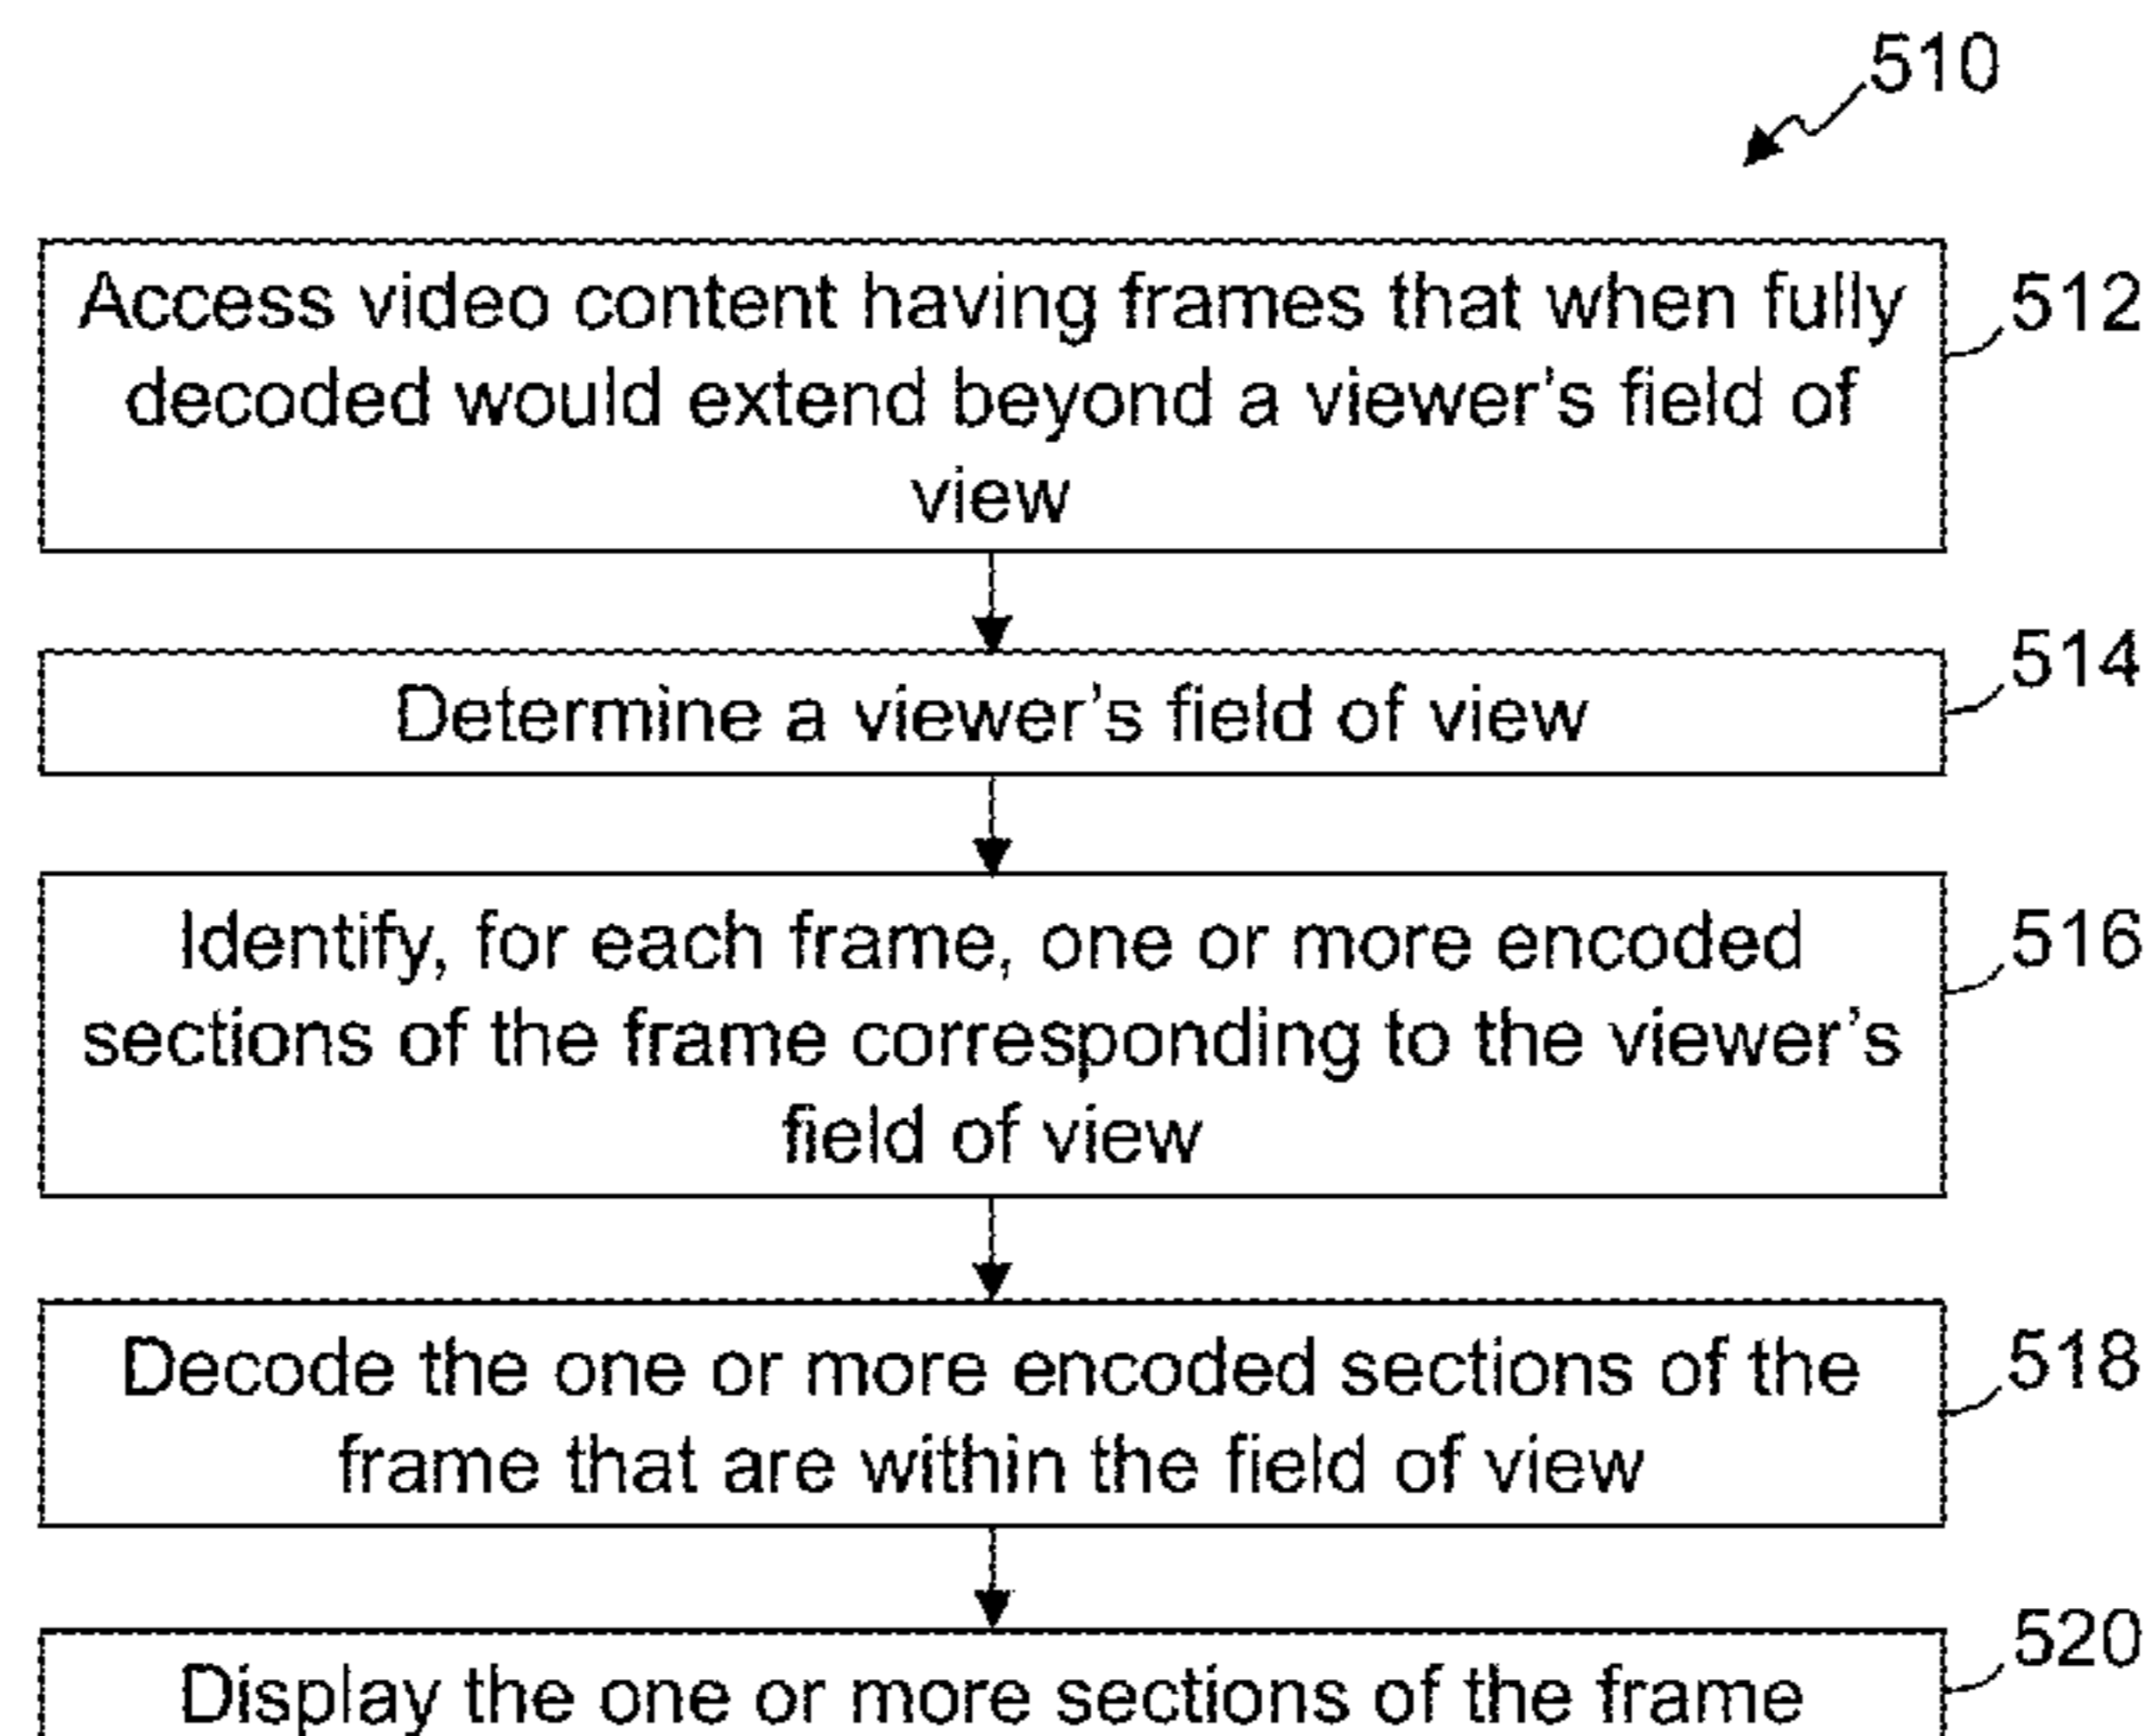 510
Access video content having frames that when fully
decoded would extend beyond a viewer's field of
view
512
Determine a viewer's field of view
514
Identify, for each frame, one or more encoded
sections of the frame corresponding to the viewer's
field of view
516
Decode the one or more encoded sections of the
frame that are within the field of view
518
Display the one or more sections of the frame
520